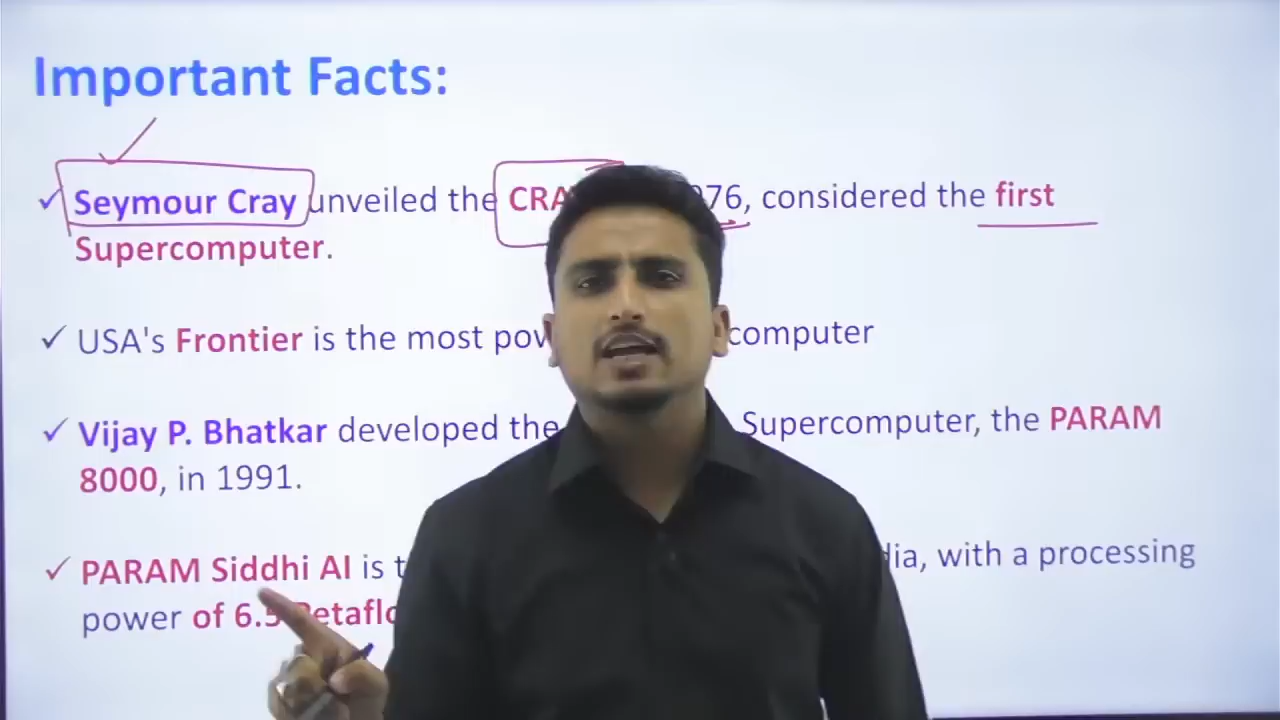 Important Facts:
✓ Seymour Cray unveiled the CRA 76, considered the first
Supercomputer.
✓ USA's Frontier is the most pow computer
✓ Vijay P. Bhatkar developed the Supercomputer, the PARAM
8000, in 1991.
✓ PARAM Siddhi AI is t dia, with a processing
power of 6.5 Petaflo